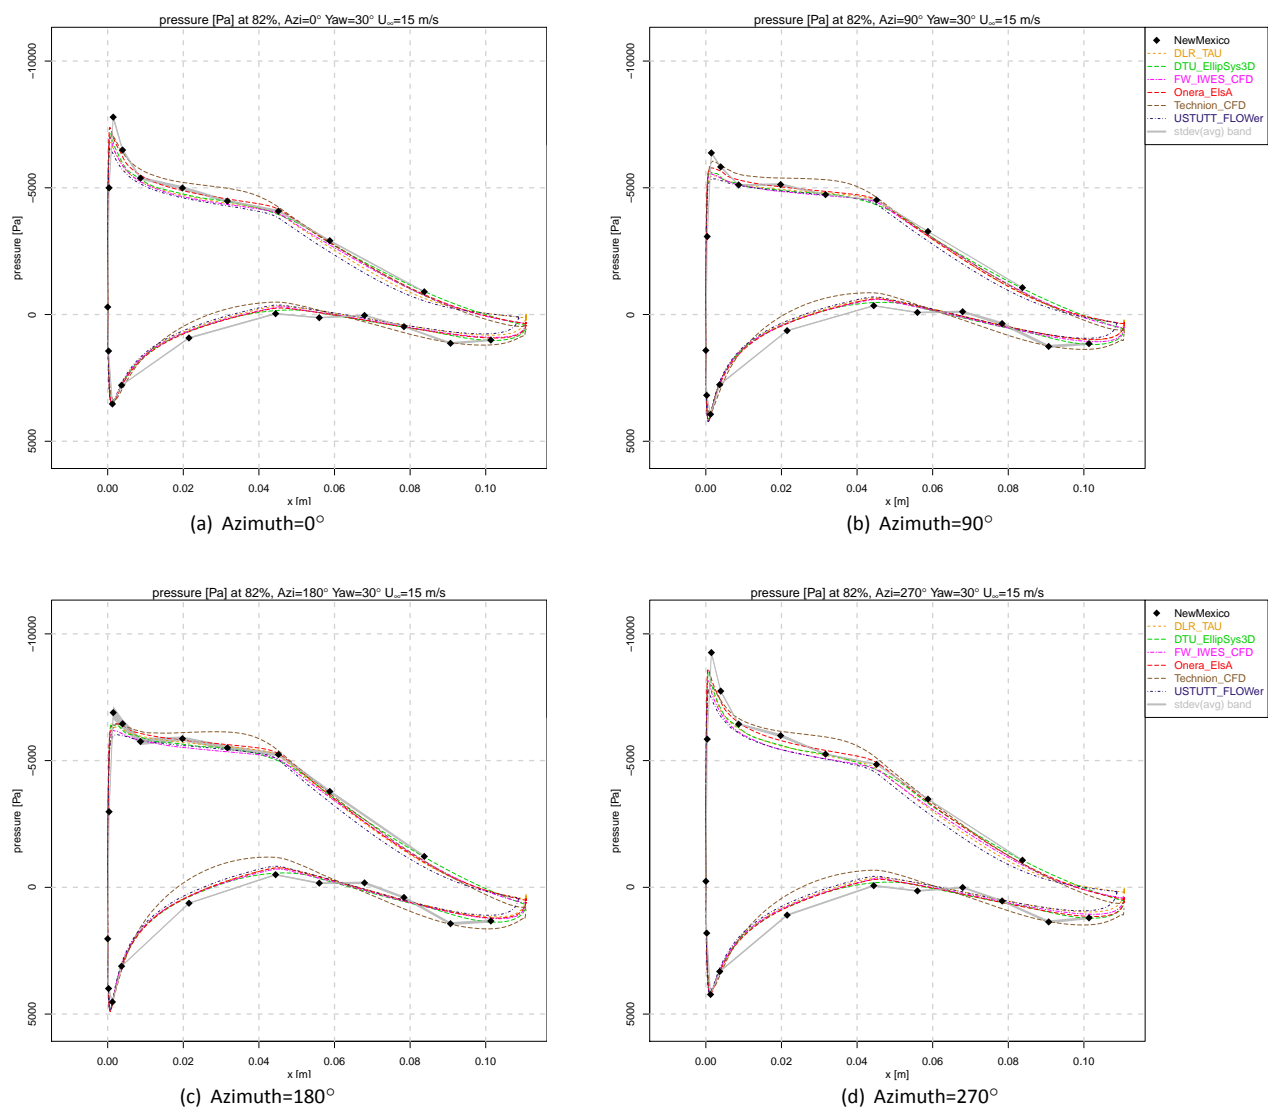 pressure [Pa] at 82%, Azi=0° Yaw=30° U∞=15 m/s
pressure [Pa]
-10000
-5000
0
5000
0.00 0.02 0.04 0.06 0.08 0.10
x [m]
(a) Azimuth=0°
pressure [Pa] at 82%, Azi=90° Yaw=30° U∞=15 m/s
pressure [Pa]
-10000
-5000
0
5000
0.00 0.02 0.04 0.06 0.08 0.10
x [m]
NewMexico
DLR_TAU
DTU_EllipSys3D
FW_IWES_CFD
Onera_ElsA
Technion_CFD
USTUTT_FLOWer
stdev(avg) band
(b) Azimuth=90°
pressure [Pa] at 82%, Azi=180° Yaw=30° U∞=15 m/s
pressure [Pa]
-10000
-5000
0
5000
0.00 0.02 0.04 0.06 0.08 0.10
x [m]
(c) Azimuth=180°
pressure [Pa] at 82%, Azi=270° Yaw=30° U∞=15 m/s
pressure [Pa]
-10000
-5000
0
5000
0.00 0.02 0.04 0.06 0.08 0.10
x [m]
NewMexico
DLR_TAU
DTU_EllipSys3D
FW_IWES_CFD
Onera_ElsA
Technion_CFD
USTUTT_FLOWer
stdev(avg) band
(d) Azimuth=270°